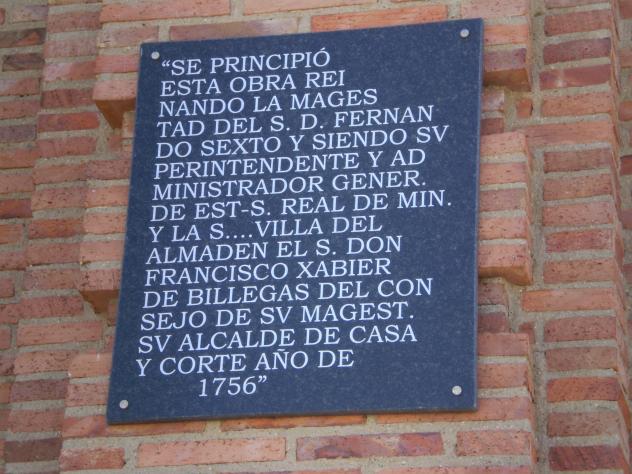 “SE PRINCIPIÓ
ESTA OBRA REI
NANDO LA MAGES
TAD DEL S. D. FERNAN
DO SEXTO Y SIENDO SV
PERINTENDENTE Y AD
MINISTRADOR GENER.
DE EST-S. REAL DE MIN.
Y LA S....VILLA DEL
ALMADEN EL S. DON
FRANCISCO XABIER
DE BILLEGAS DEL CON
SEJO DE SV MAGEST.
SV ALCALDE DE CASA
Y CORTE AÑO DE
1756”